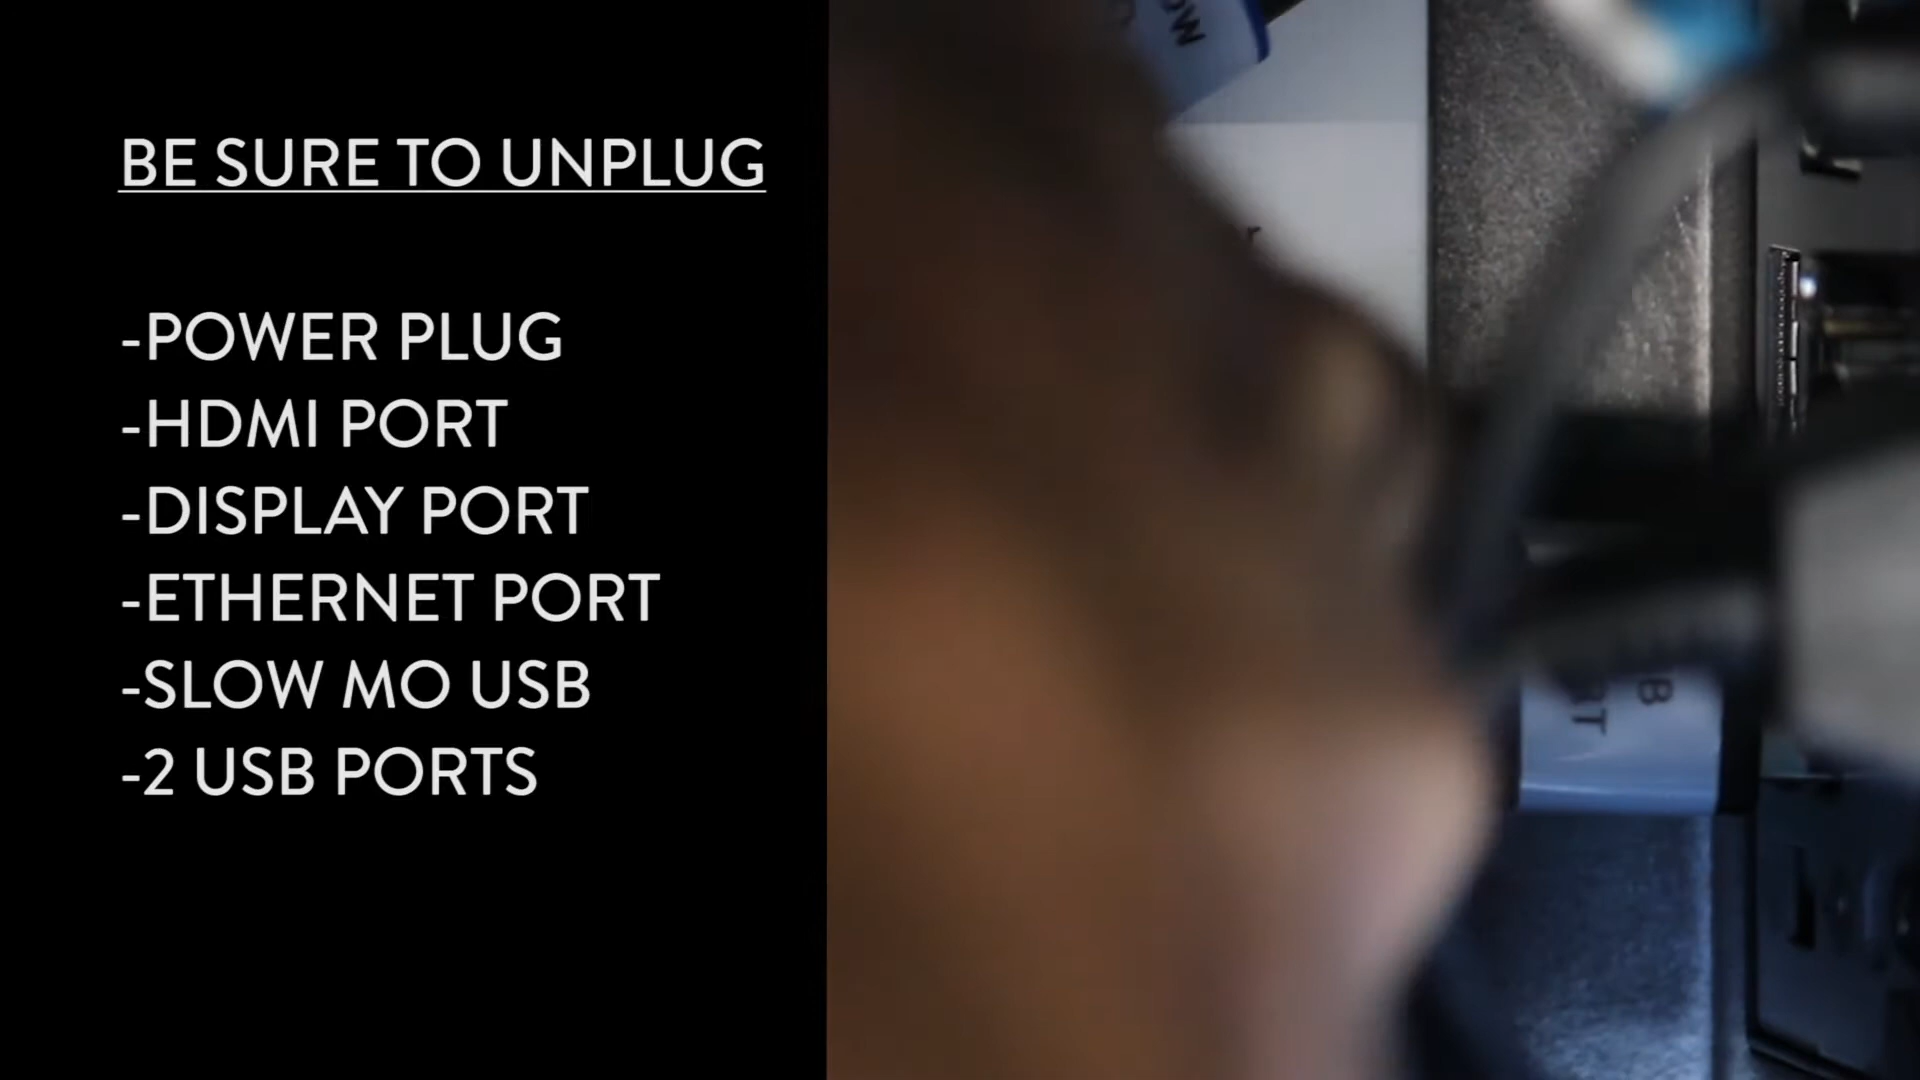 BE SURE TO UNPLUG
-POWER PLUG
-HDMI PORT
-DISPLAY PORT
-ETHERNET PORT
-SLOW MO USB
-2 USB PORTS